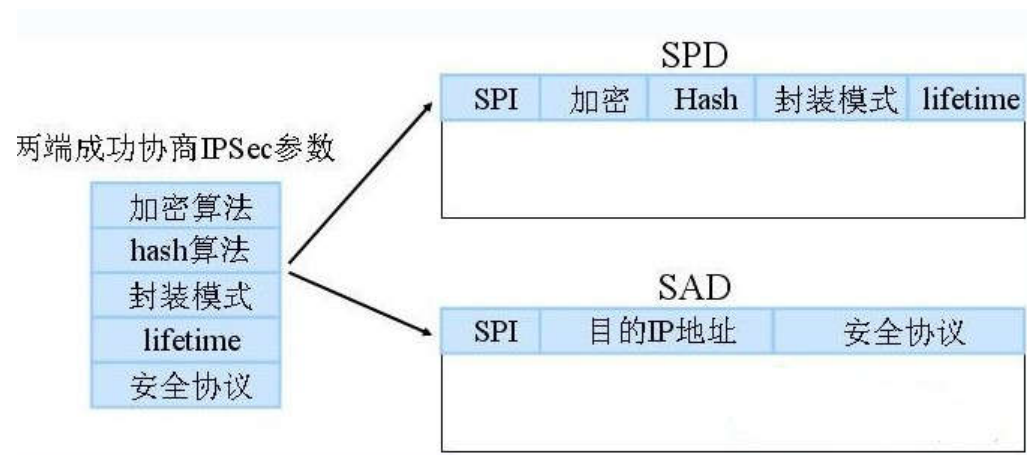 两端成功协商IPSec参数
加密算法
hash算法
封装模式
lifetime
安全协议
SPD
SPI 加密 Hash 封装模式 lifetime
SAD
SPI 目的IP地址 安全协议